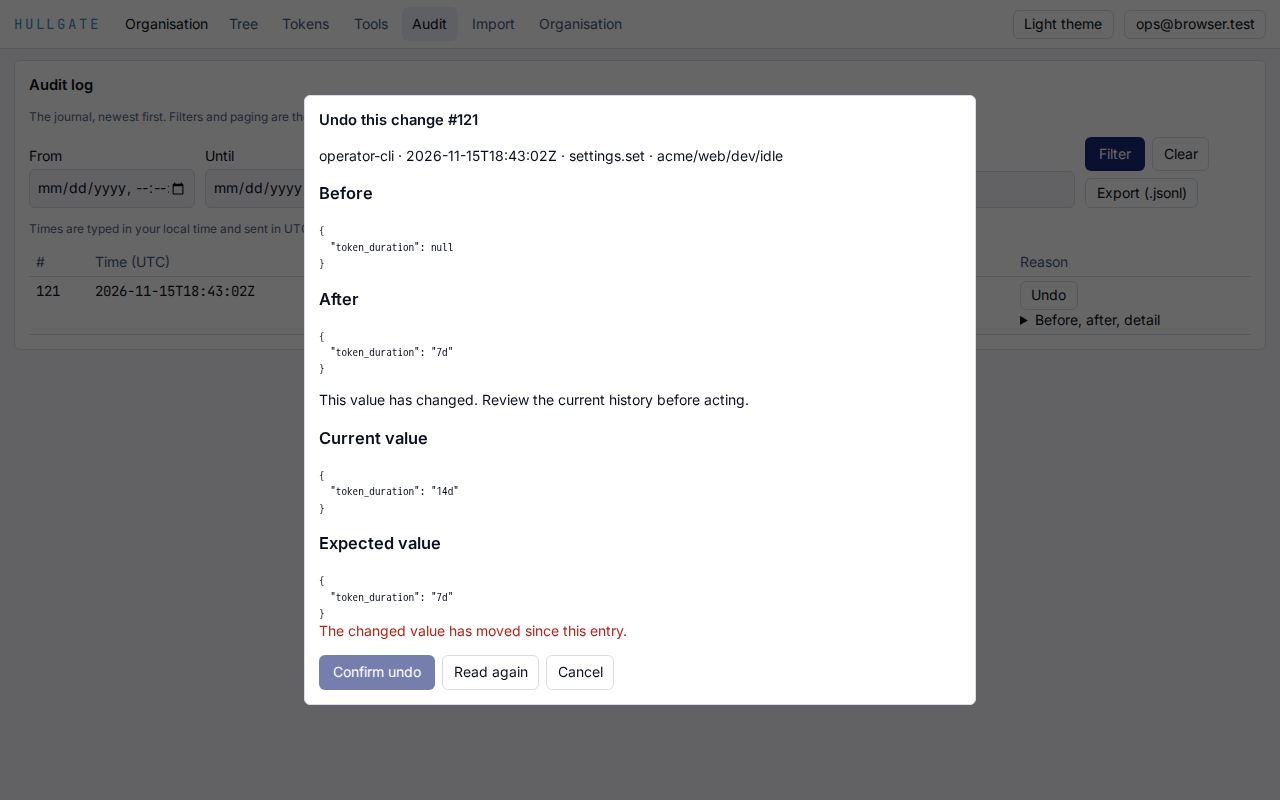 HULLGATE Organisation Tree Tokens Tools Audit Import Organisation Light theme ops@browser.test
Audit log
The journal, newest first. Filters and paging are
From Until
mm/dd/yyyy, --:--: mm/dd/yyyy
Filter Clear
Export (.jsonl)
Times are typed in your local time and sent in UTC
# Time (UTC) Reason
121 2026-11-15T18:43:02Z Undo
Before, after, detail
Undo this change #121
operator-cli · 2026-11-15T18:43:02Z · settings.set · acme/web/dev/idle
Before
{
"token_duration": null
}
After
{
"token_duration": "7d"
}
This value has changed. Review the current history before acting.
Current value
{
"token_duration": "14d"
}
Expected value
{
"token_duration": "7d"
}
The changed value has moved since this entry.
Confirm undo Read again Cancel